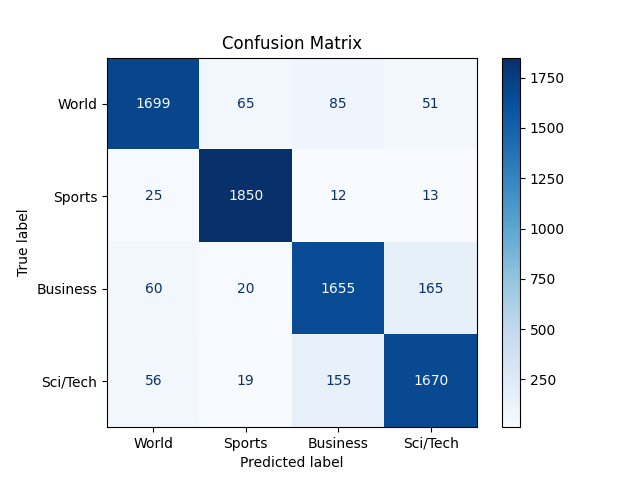 Confusion Matrix
World 1699 65 85 51
Sports 25 1850 12 13
Business 60 20 1655 165
Sci/Tech 56 19 155 1670
World Sports Business Sci/Tech
Predicted label
True label
1750
1500
1250
1000
750
500
250